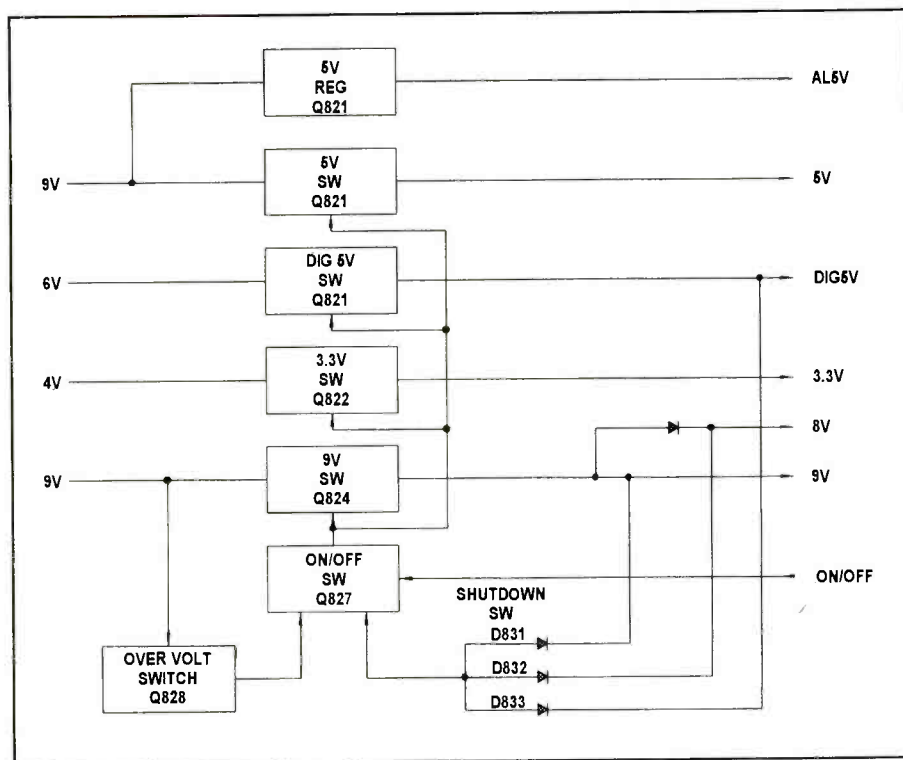 5V
REG
Q821
AL5V
9V
5V
SW
Q821
5V
6V
DIG 5V
SW
Q821
DIG5V
4V
3.3V
SW
Q822
3.3V
8V
9V
9V
SW
Q824
9V
ON/OFF
SW
Q827
ON/OFF
SHUTDOWN
SW
D831
OVER VOLT
SWITCH
Q828
D832
D833